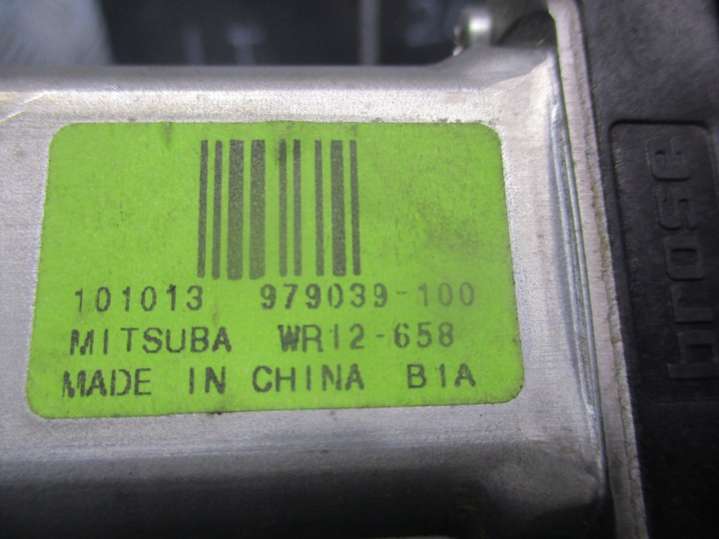 101013 979039-100
MITSUBA WR12-658
MADE IN CHINA B1A
brose